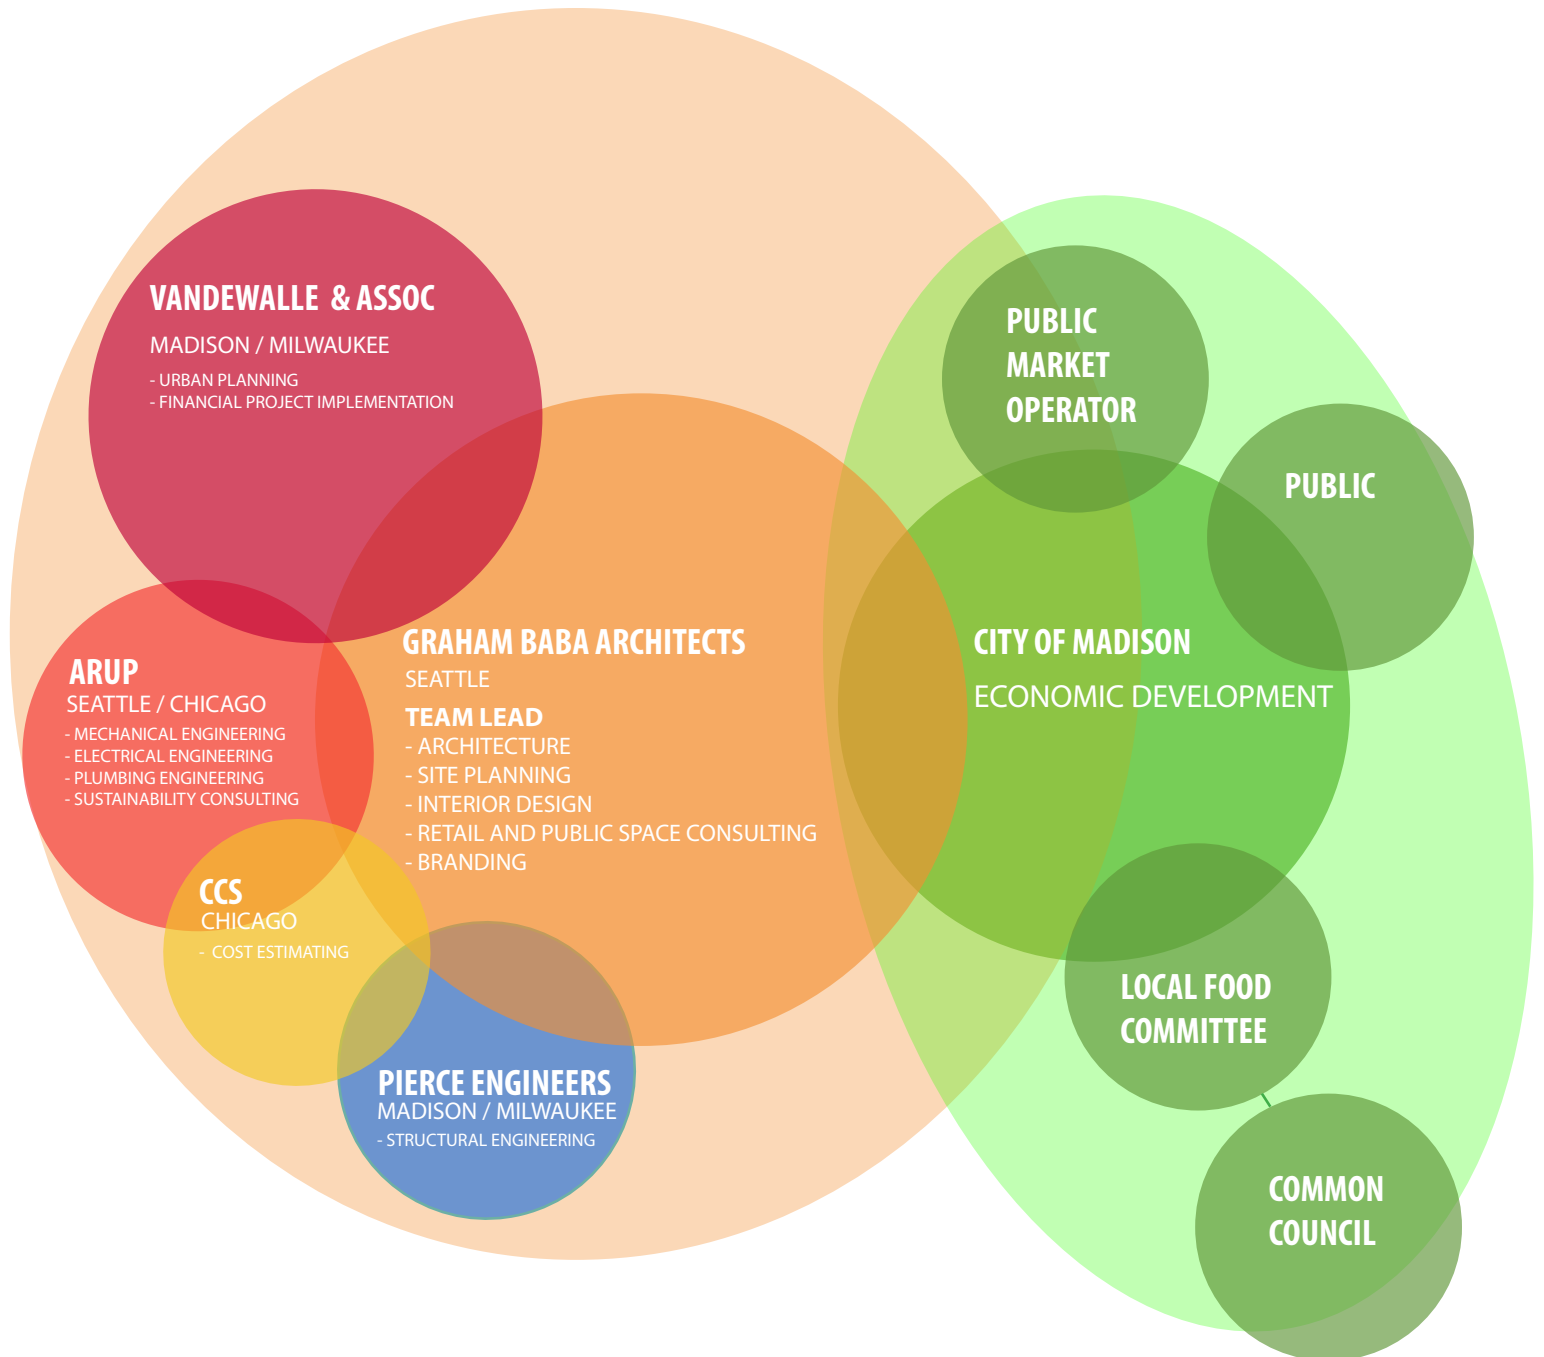 VANDEWALLE & ASSOC
MADISON / MILWAUKEE
- URBAN PLANNING
- FINANCIAL PROJECT IMPLEMENTATION
ARUP
SEATTLE / CHICAGO
- MECHANICAL ENGINEERING
- ELECTRICAL ENGINEERING
- PLUMBING ENGINEERING
- SUSTAINABILITY CONSULTING
CCS
CHICAGO
- COST ESTIMATING
GRAHAM BABA ARCHITECTS
SEATTLE
TEAM LEAD
- ARCHITECTURE
- SITE PLANNING
- INTERIOR DESIGN
- RETAIL AND PUBLIC SPACE CONSULTING
- BRANDING
PIERCE ENGINEERS
MADISON / MILWAUKEE
- STRUCTURAL ENGINEERING
PUBLIC
MARKET
OPERATOR
PUBLIC
CITY OF MADISON
ECONOMIC DEVELOPMENT
LOCAL FOOD
COMMITTEE
COMMON
COUNCIL